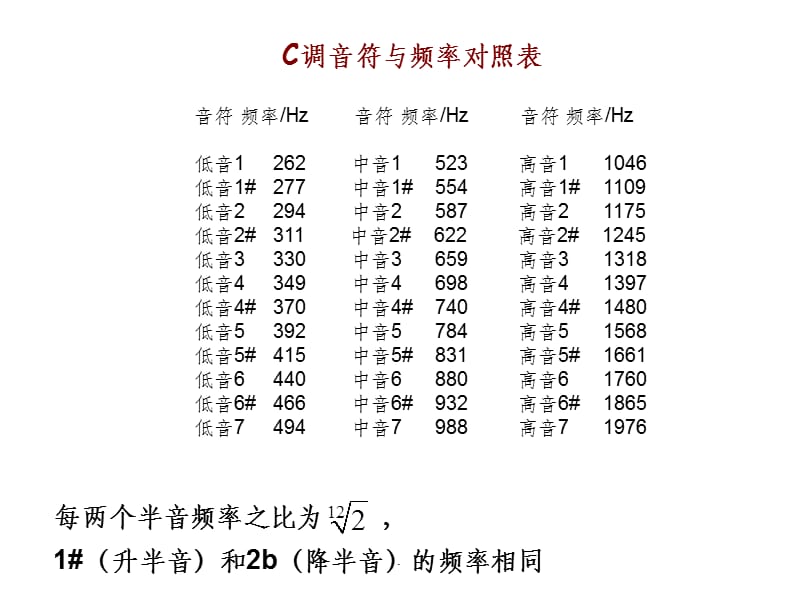 C调音符与频率对照表
音符 频率/Hz 音符 频率/Hz 音符 频率/Hz
低音1 262 中音1 523 高音1 1046
低音1# 277 中音1# 554 高音1# 1109
低音2 294 中音2 587 高音2 1175
低音2# 311 中音2# 622 高音2# 1245
低音3 330 中音3 659 高音3 1318
低音4 349 中音4 698 高音4 1397
低音4# 370 中音4# 740 高音4# 1480
低音5 392 中音5 784 高音5 1568
低音5# 415 中音5# 831 高音5# 1661
低音6 440 中音6 880 高音6 1760
低音6# 466 中音6# 932 高音6# 1865
低音7 494 中音7 988 高音7 1976
每两个半音频率之比为 12√2 ，
1#（升半音）和2b（降半音）的频率相同